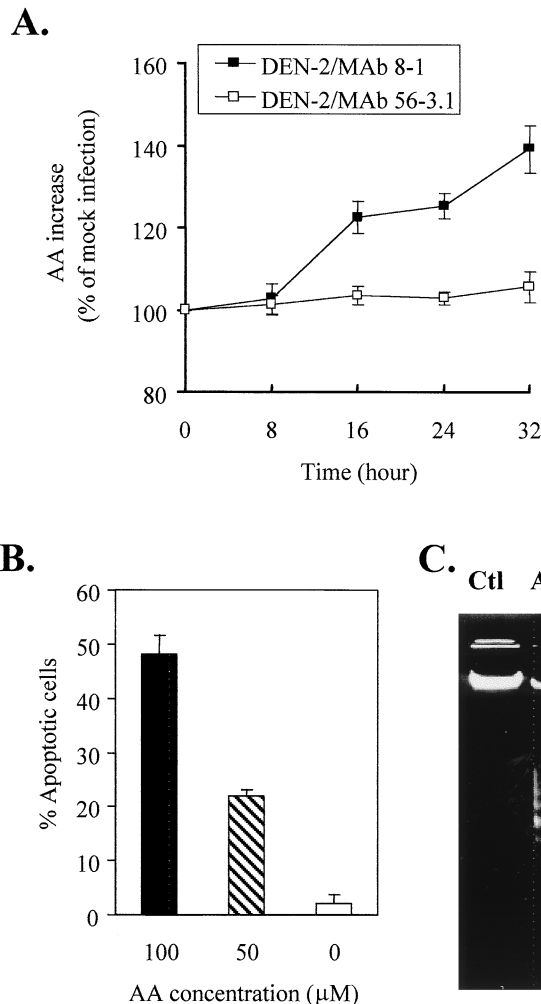 A.
160
140
120
100
80
AA increase
(% of mock infection)
DEN-2/MAb 8-1
DEN-2/MAb 56-3.1
0 8 16 24 32
Time (hour)
B.
60
50
40
30
20
10
0
% Apoptotic cells
100 50 0
AA concentration (μM)
C.
Ctl